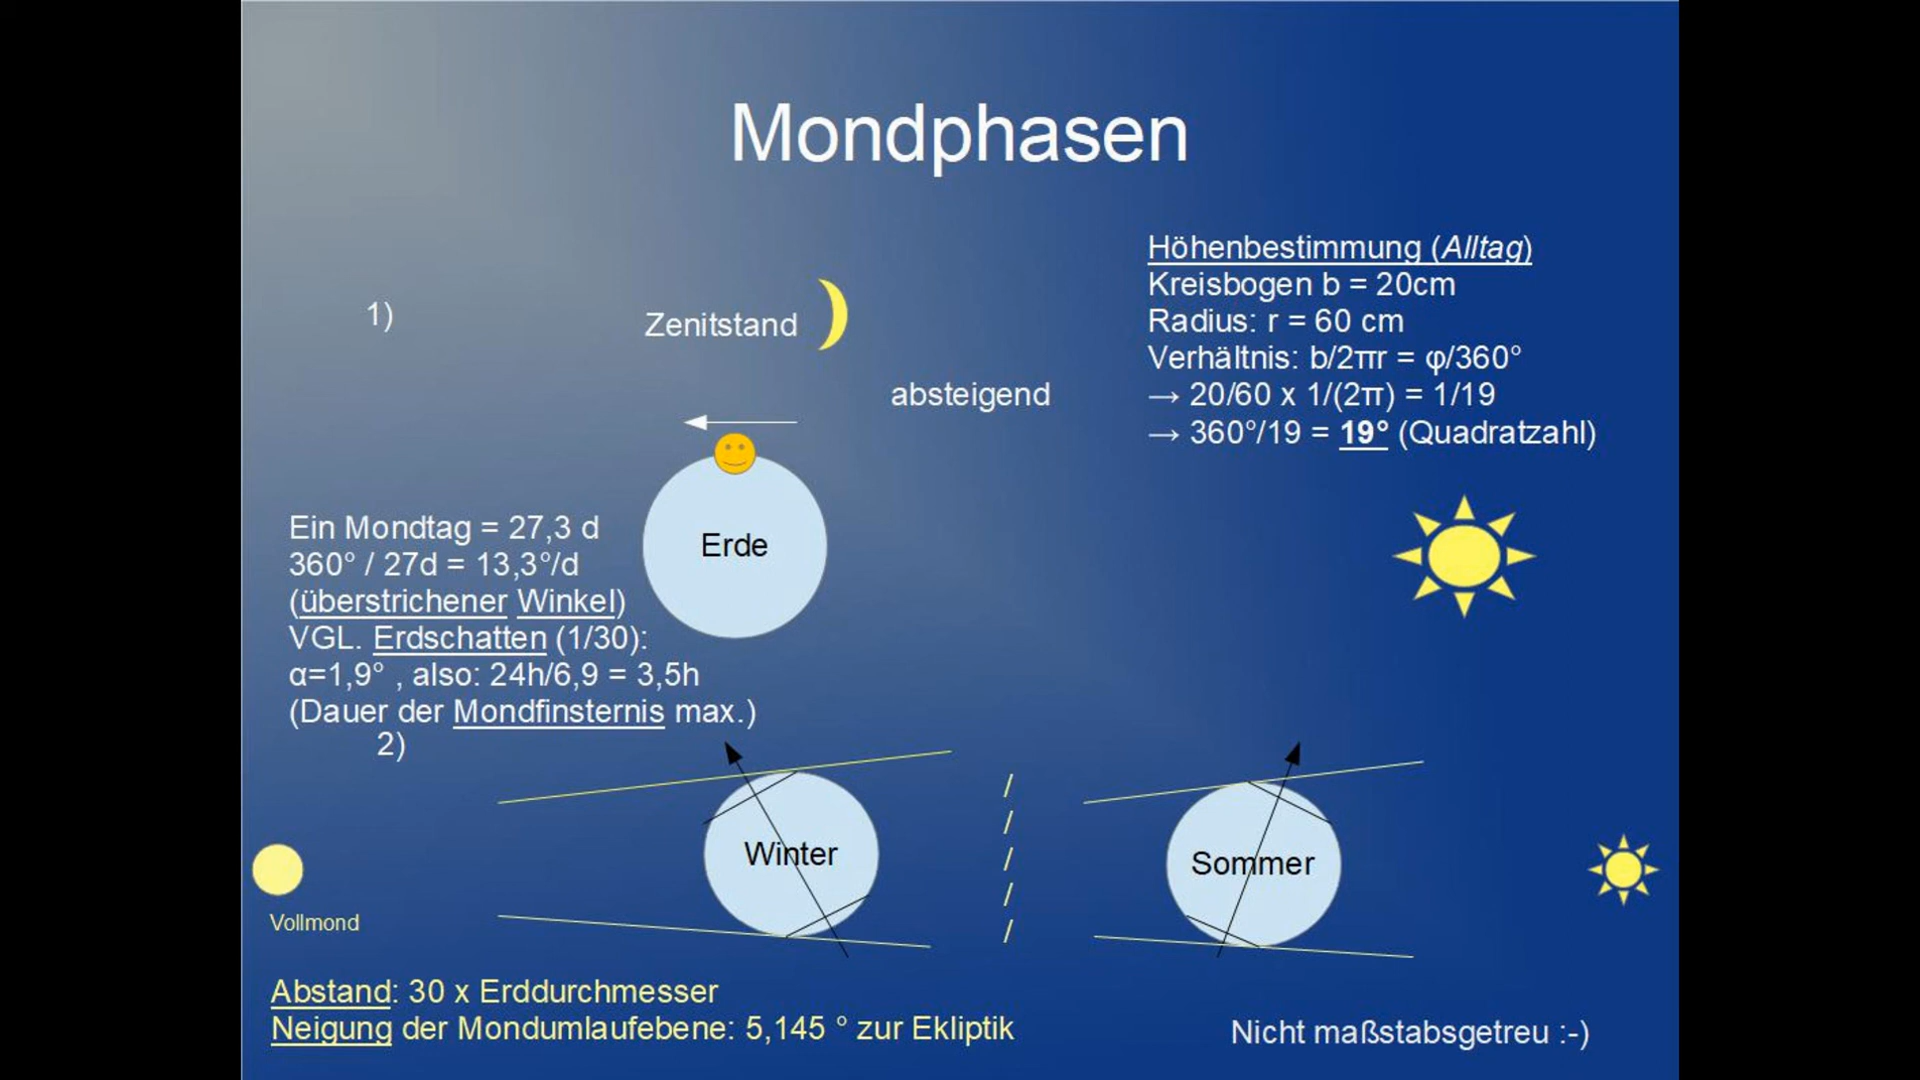 Mondphasen
1)
Zenitstand
absteigend
Höhenbestimmung (Alltag)
Kreisbogen b = 20cm
Radius: r = 60 cm
Verhältnis: b/2πr = φ/360°
→ 20/60 x 1/(2π) = 1/19
→ 360°/19 = 19° (Quadratzahl)
Erde
Ein Mondtag = 27,3 d
360° / 27d = 13,3°/d
(überstrichener Winkel)
VGL. Erdschatten (1/30):
α=1,9° , also: 24h/6,9 = 3,5h
(Dauer der Mondfinsternis max.)
2)
Winter
Sommer
Vollmond
Abstand: 30 x Erddurchmesser
Neigung der Mondumlaufebene: 5,145 ° zur Ekliptik
Nicht maßstabsgetreu :-)